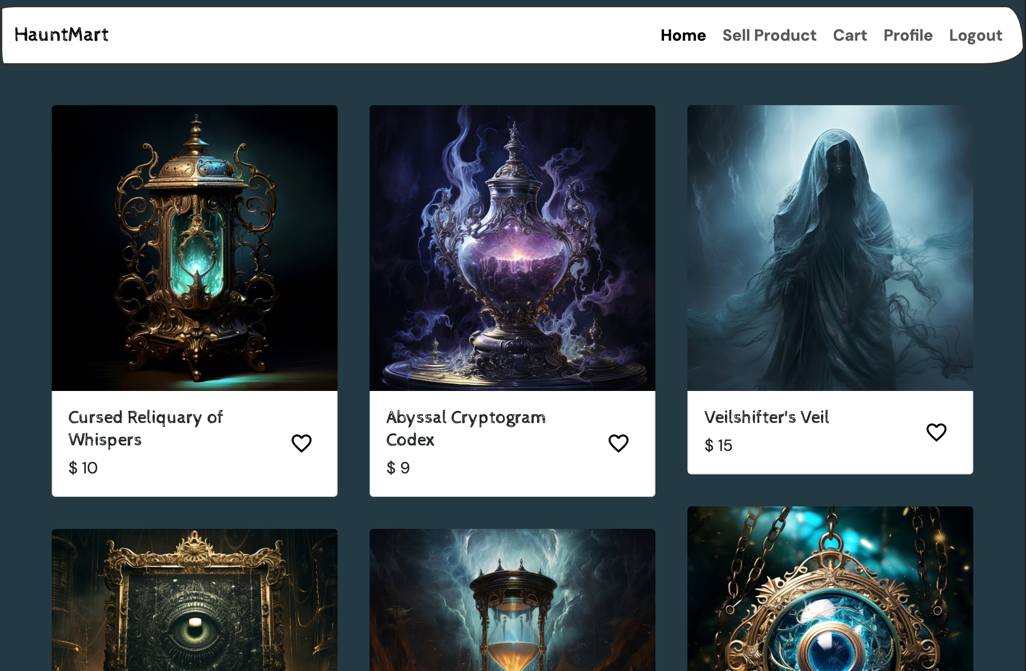 HauntMart
Home Sell Product Cart Profile Logout
Cursed Reliquary of
Whispers
$ 10
Abyssal Cryptogram
Codex
$ 9
Veilshifter's Veil
$ 15